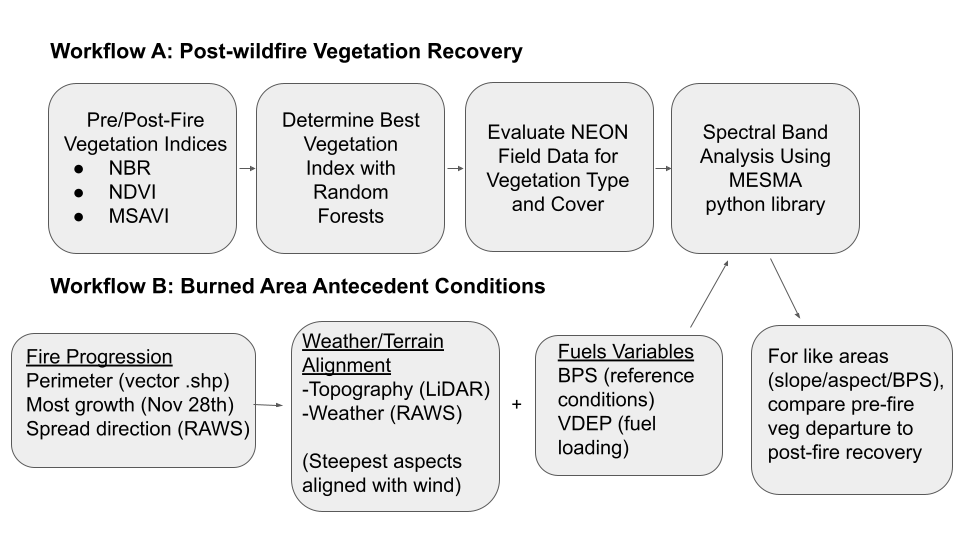 Workflow A: Post-wildfire Vegetation Recovery
Pre/Post-Fire
Vegetation Indices
● NBR
● NDVI
● MSAVI
Determine Best
Vegetation
Index with
Random
Forests
Evaluate NEON
Field Data for
Vegetation Type
and Cover
Spectral Band
Analysis Using
MESMA
python library
Workflow B: Burned Area Antecedent Conditions
Fire Progression
Perimeter (vector .shp)
Most growth (Nov 28th)
Spread direction (RAWS)
Weather/Terrain
Alignment
-Topography (LiDAR)
-Weather (RAWS)
(Steepest aspects
aligned with wind)
+
Fuels Variables
BPS (reference
conditions)
VDEP (fuel
loading)
For like areas
(slope/aspect/BPS),
compare pre-fire
veg departure to
post-fire recovery